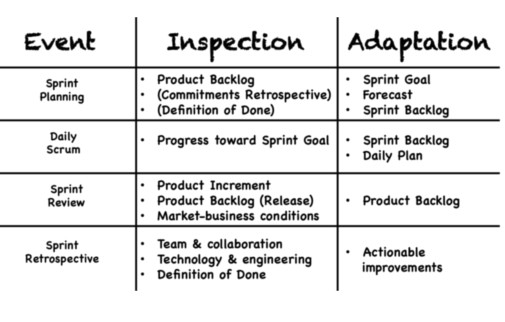 Event Inspection Adaptation
Sprint
Planning
• Product Backlog
• (Commitments Retrospective)
• (Definition of Done)
• Sprint Goal
• Forecast
• Sprint Backlog
Daily
Scrum
• Progress toward Sprint Goal
• Sprint Backlog
• Daily Plan
Sprint
Review
• Product Increment
• Product Backlog (Release)
• Market-business conditions
• Product Backlog
Sprint
Retrospective
• Team & collaboration
• Technology & engineering
• Definition of Done
• Actionable
improvements